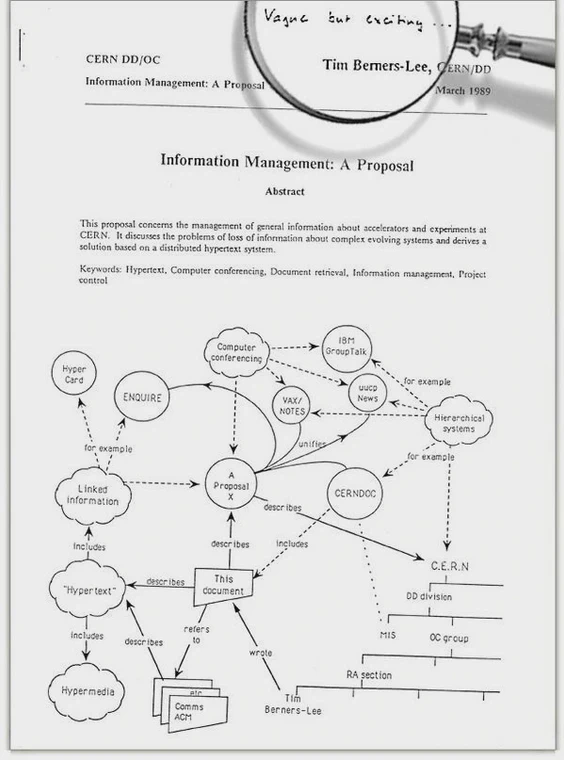 Vague but exciting ...
CERN DD/OC
Tim Berners-Lee, CERN/DD
Information Management: A Proposal
March 1989
Information Management: A Proposal
Abstract
This proposal concerns the management of general information about accelerators and experiments at
CERN. It discusses the problems of loss of information about complex evolving systems and derives a
solution based on a distributed hypertext sytstem.
Keywords: Hypertext, Computer conferencing, Document retrieval, Information management, Project
control
Computer
conferencing
IBM
GroupTalk
Hyper
Card
ENQUIRE
for example
uucp
News
VAX/
NOTES
Hierarchical
systems
unifies
for example
for example
A
Proposal
X
Linked
information
CERNDOC
describes
includes
describes
includes
C.E.R.N
This
document
describes
"Hypertext"
DD division
refers
to
MIS
OC group
includes
describes
wrote
RA section
Hypermedia
etc
Comms
ACM
Tim
Berners-Lee